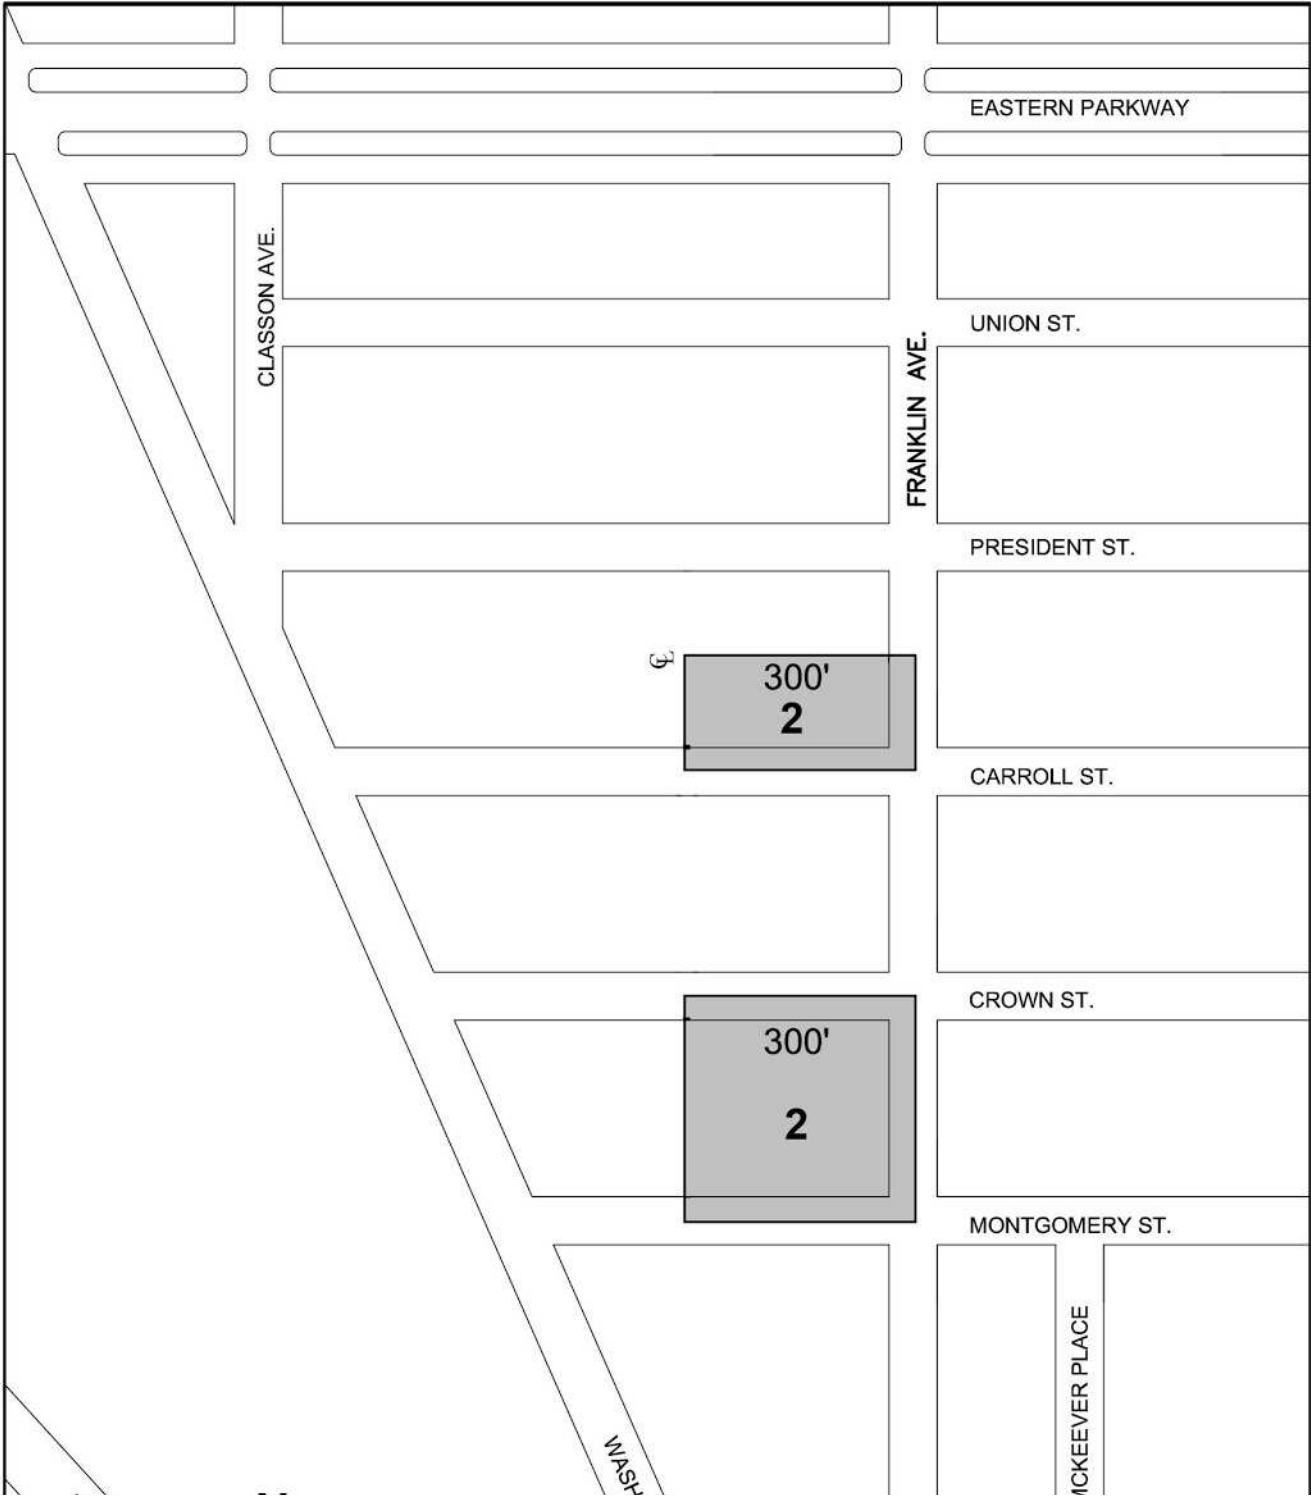 EASTERN PARKWAY
CLASSON AVE.
UNION ST.
FRANKLIN AVE.
PRESIDENT ST.
℄
300'
2
CARROLL ST.
CROWN ST.
300'
2
MONTGOMERY ST.
MCKEEVER PLACE
WASH